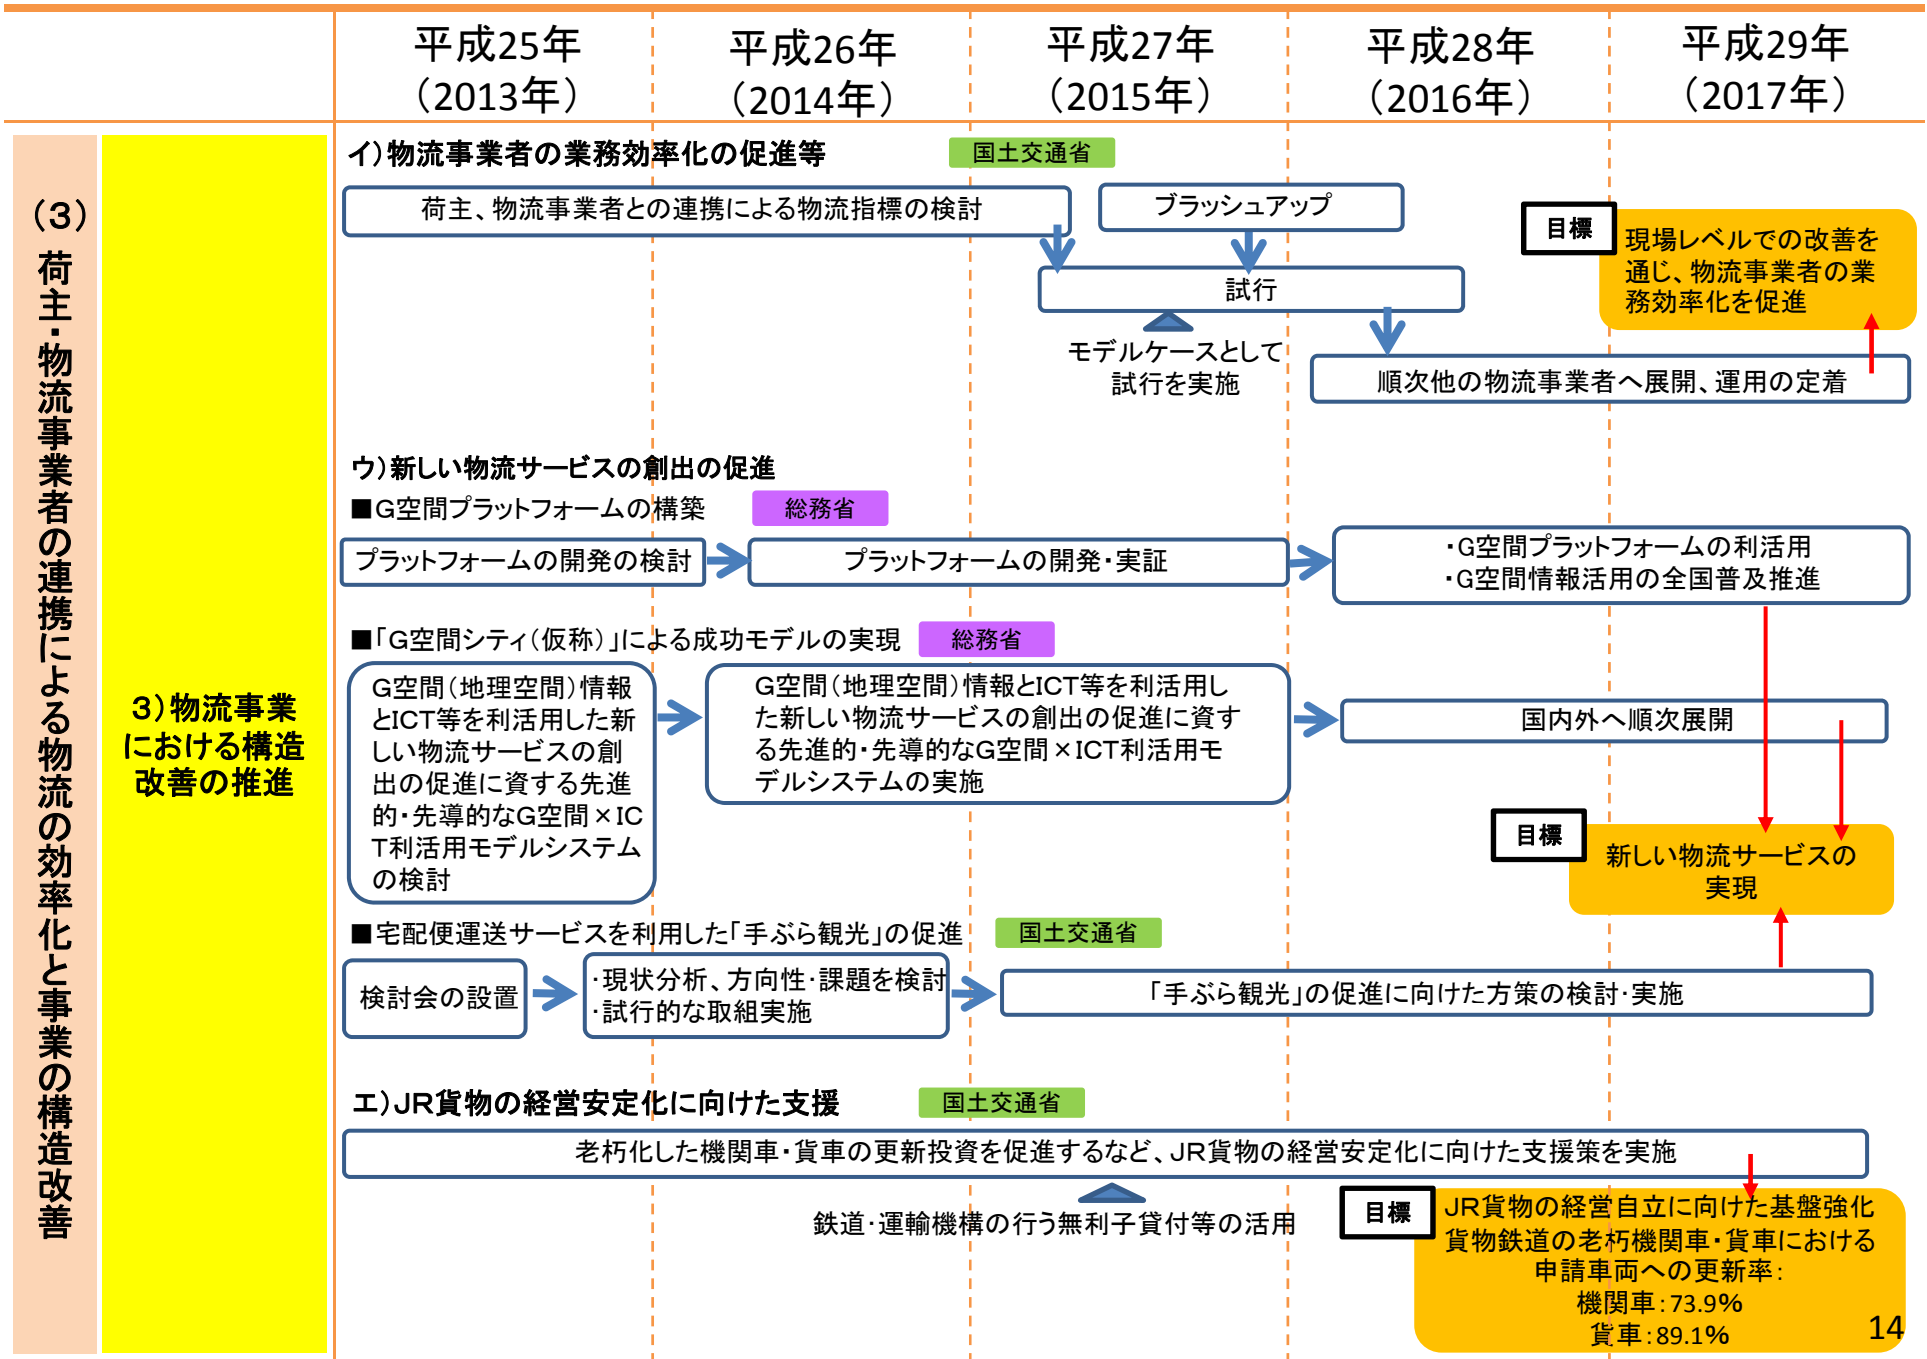 平成25年
（2013年）
平成26年
（2014年）
平成27年
（2015年）
平成28年
（2016年）
平成29年
（2017年）
（3）荷主・物流事業者の連携による物流の効率化と事業の構造改善
3）物流事業
における構造
改善の推進
イ）物流事業者の業務効率化の促進等
国土交通省
荷主、物流事業者との連携による物流指標の検討
ブラッシュアップ
試行
モデルケースとして
試行を実施
順次他の物流事業者へ展開、運用の定着
目標
現場レベルでの改善を
通じ、物流事業者の業
務効率化を促進
ウ）新しい物流サービスの創出の促進
■G空間プラットフォームの構築
総務省
プラットフォームの開発の検討
プラットフォームの開発・実証
・G空間プラットフォームの利活用
・G空間情報活用の全国普及推進
■「G空間シティ（仮称）」による成功モデルの実現
総務省
G空間（地理空間）情報
とICT等を利活用した新
しい物流サービスの創
出の促進に資する先進
的・先導的なG空間×IC
T利活用モデルシステム
の検討
G空間（地理空間）情報とICT等を利活用し
た新しい物流サービスの創出の促進に資す
る先進的・先導的なG空間×ICT利活用モ
デルシステムの実施
国内外へ順次展開
目標
新しい物流サービスの
実現
■宅配便運送サービスを利用した「手ぶら観光」の促進
国土交通省
検討会の設置
・現状分析、方向性・課題を検討
・試行的な取組実施
「手ぶら観光」の促進に向けた方策の検討・実施
エ）JR貨物の経営安定化に向けた支援
国土交通省
老朽化した機関車・貨車の更新投資を促進するなど、JR貨物の経営安定化に向けた支援策を実施
鉄道・運輸機構の行う無利子貸付等の活用
目標
JR貨物の経営自立に向けた基盤強化
貨物鉄道の老朽機関車・貨車における
申請車両への更新率：
機関車：73.9%
貨車：89.1%
14